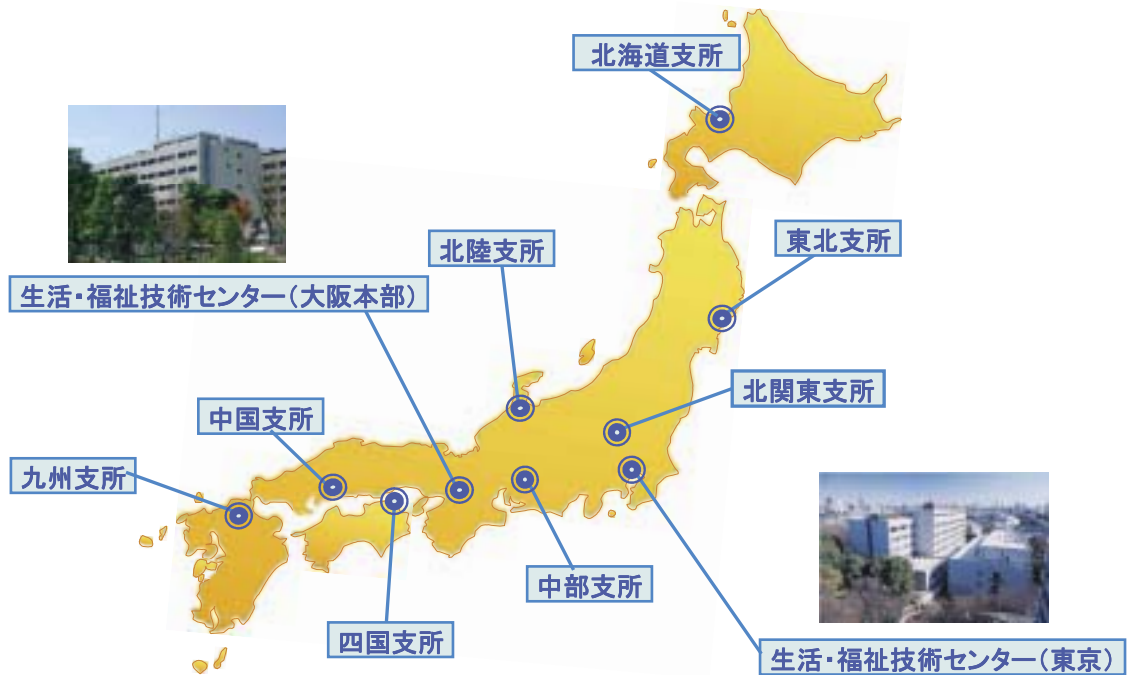 北海道支所
東北支所
北陸支所
生活・福祉技術センター(大阪本部)
北関東支所
中国支所
九州支所
中部支所
四国支所
生活・福祉技術センター(東京)